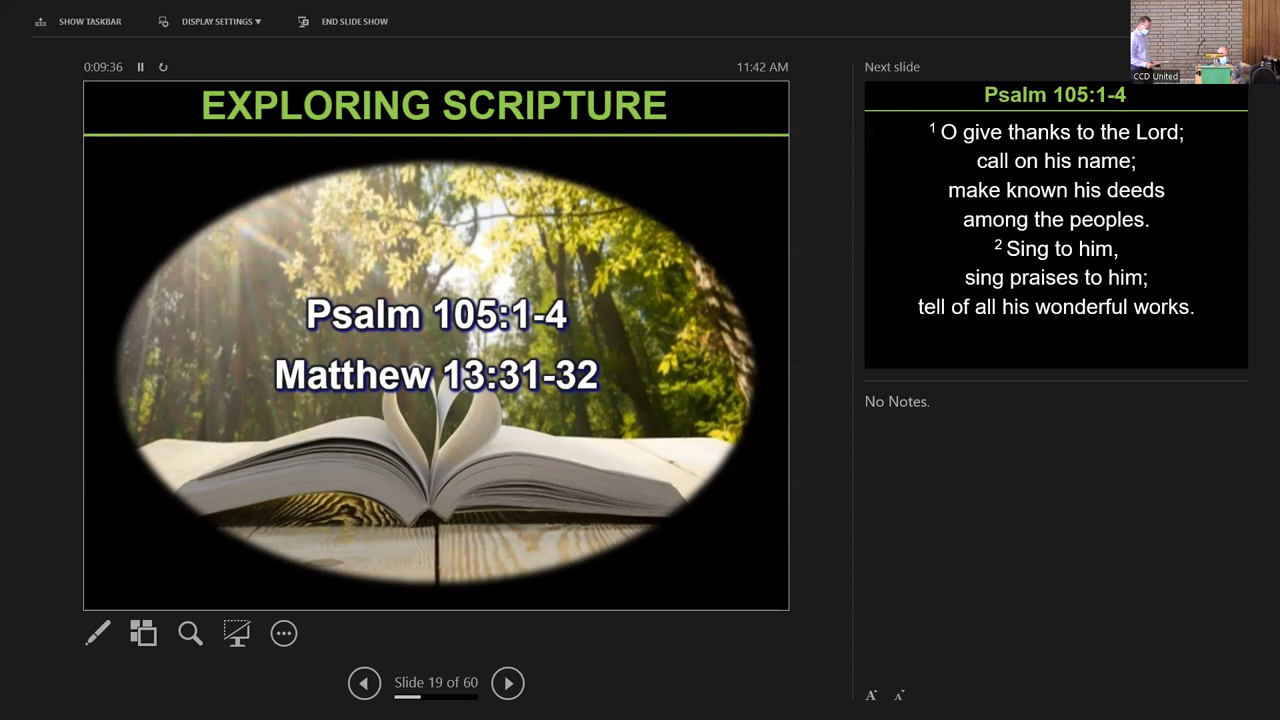 SHOW TASKBAR
DISPLAY SETTINGS ▼
END SLIDE SHOW
0:09:36
11:42 AM
EXPLORING SCRIPTURE
Psalm 105:1-4
Matthew 13:31-32
Slide 19 of 60
Next slide
CCD United
Psalm 105:1-4
1 O give thanks to the Lord;
call on his name;
make known his deeds
among the peoples.
2 Sing to him,
sing praises to him;
tell of all his wonderful works.
No Notes.
A A